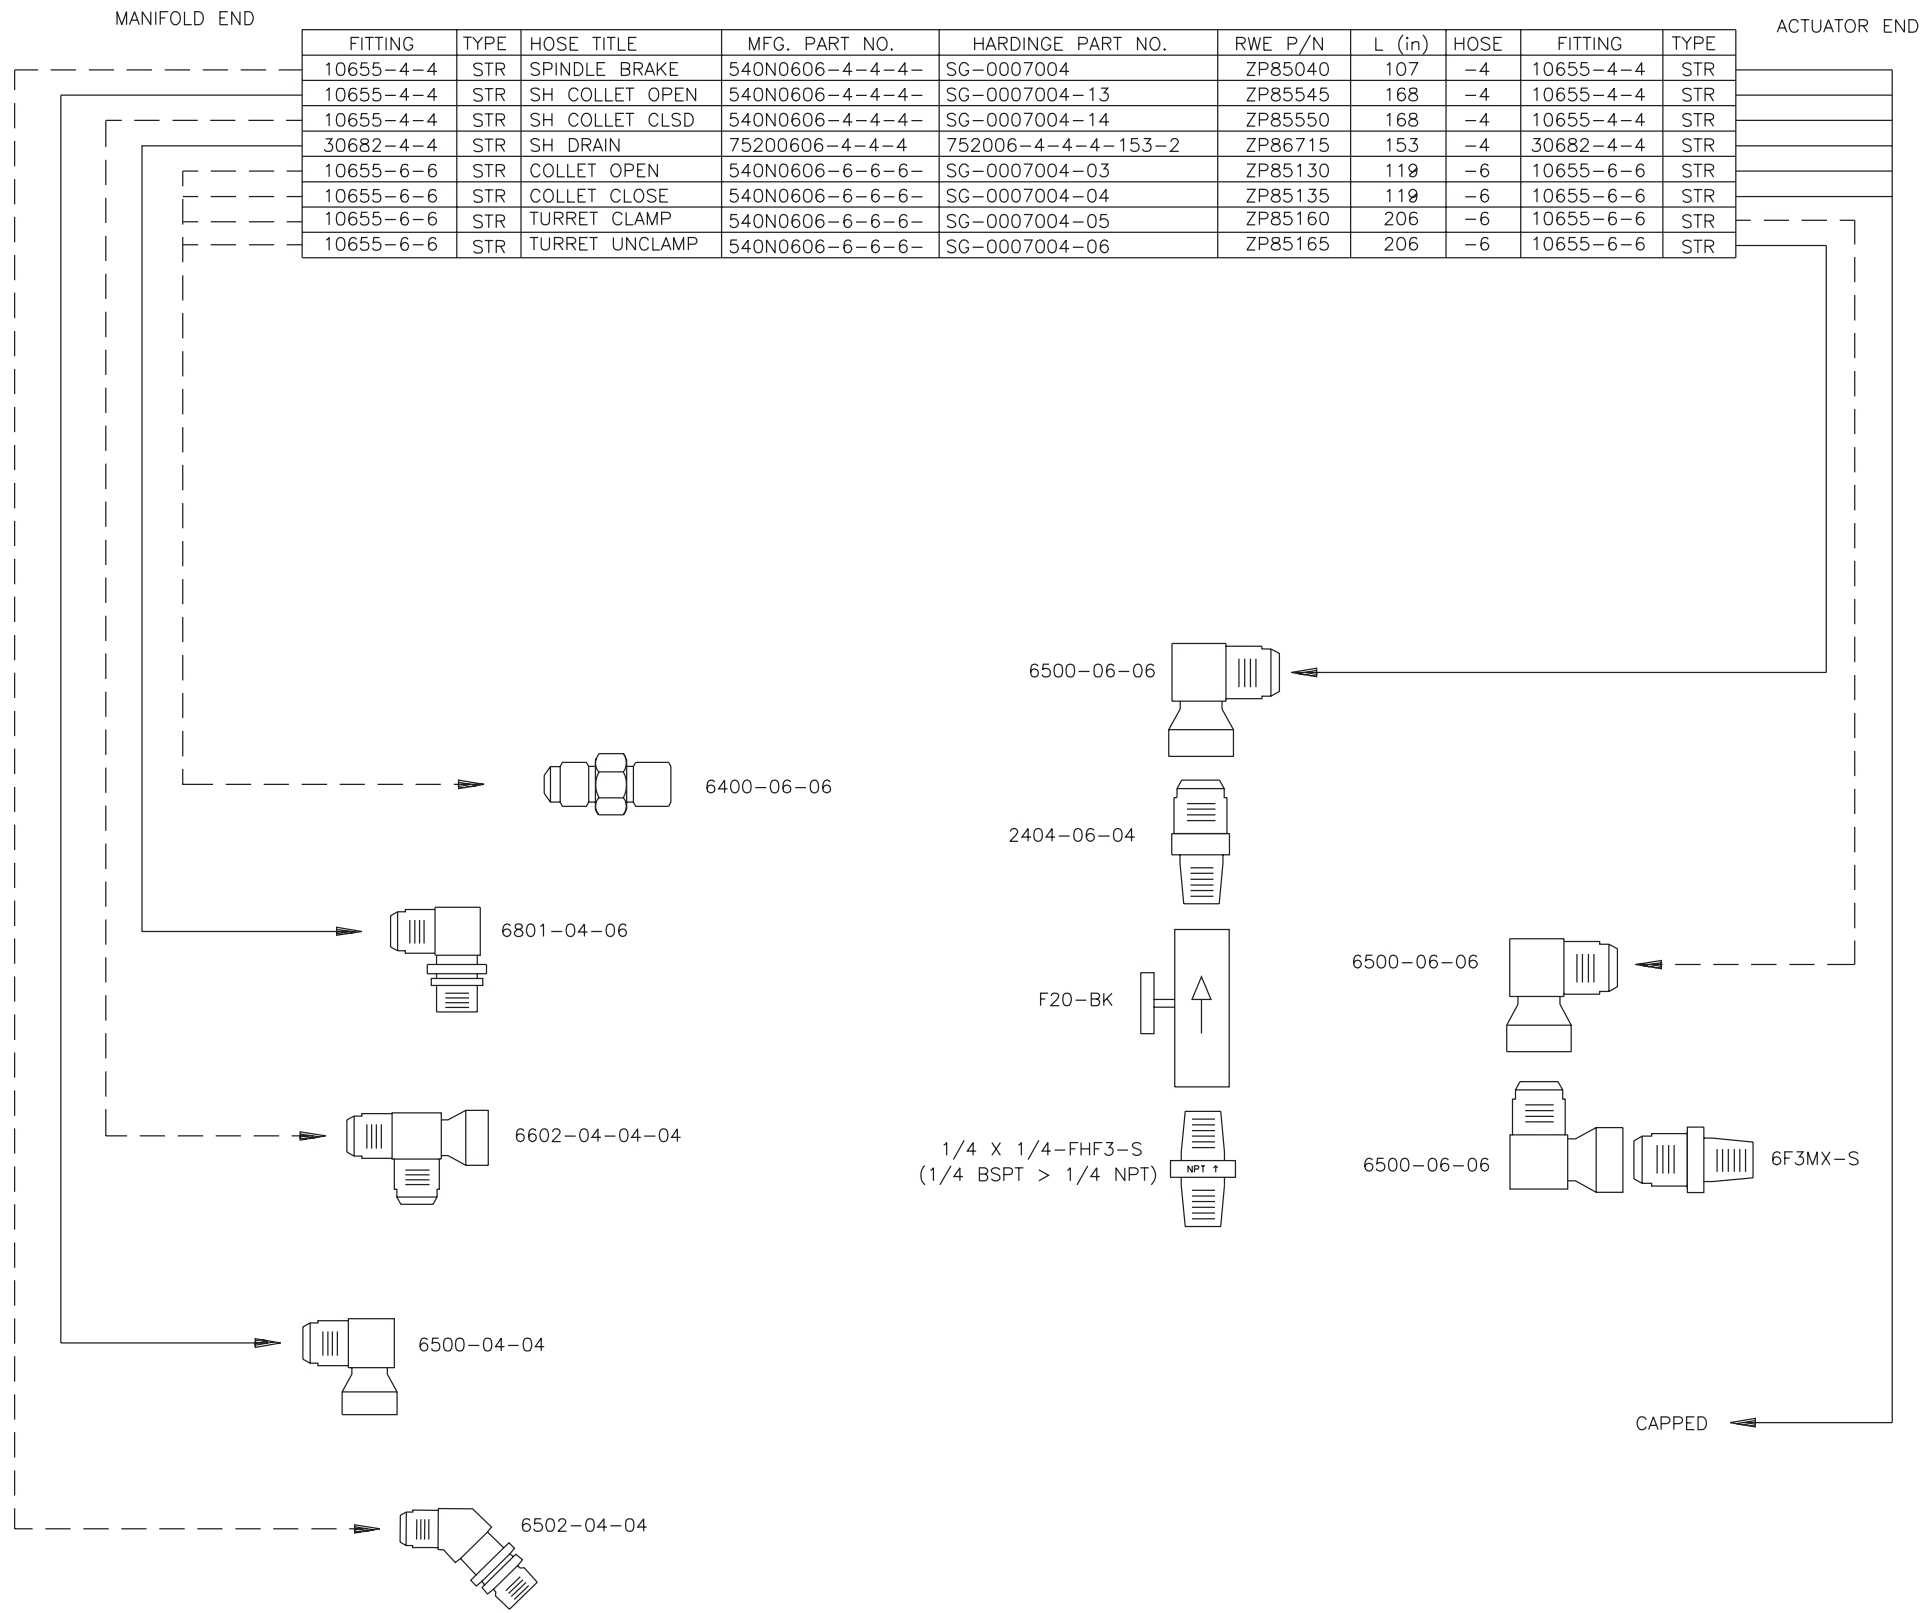 MANIFOLD END
ACTUATOR END
FITTING TYPE HOSE TITLE MFG. PART NO. HARDINGE PART NO. RWE P/N L (in) HOSE FITTING TYPE
10655-4-4 STR SPINDLE BRAKE 540N0606-4-4-4- SG-0007004 ZP85040 107 -4 10655-4-4 STR
10655-4-4 STR SH COLLET OPEN 540N0606-4-4-4- SG-0007004-13 ZP85545 168 -4 10655-4-4 STR
10655-4-4 STR SH COLLET CLSD 540N0606-4-4-4- SG-0007004-14 ZP85550 168 -4 10655-4-4 STR
30682-4-4 STR SH DRAIN 75200606-4-4-4 752006-4-4-4-153-2 ZP86715 153 -4 30682-4-4 STR
10655-6-6 STR COLLET OPEN 540N0606-6-6-6- SG-0007004-03 ZP85130 119 -6 10655-6-6 STR
10655-6-6 STR COLLET CLOSE 540N0606-6-6-6- SG-0007004-04 ZP85135 119 -6 10655-6-6 STR
10655-6-6 STR TURRET CLAMP 540N0606-6-6-6- SG-0007004-05 ZP85160 206 -6 10655-6-6 STR
10655-6-6 STR TURRET UNCLAMP 540N0606-6-6-6- SG-0007004-06 ZP85165 206 -6 10655-6-6 STR
6500-06-06
6400-06-06
2404-06-04
6801-04-06
6500-06-06
F20-BK
6602-04-04-04
1/4 X 1/4-FHF3-S
(1/4 BSPT > 1/4 NPT)
NPT ↑
6500-06-06
6F3MX-S
6500-04-04
CAPPED
6502-04-04